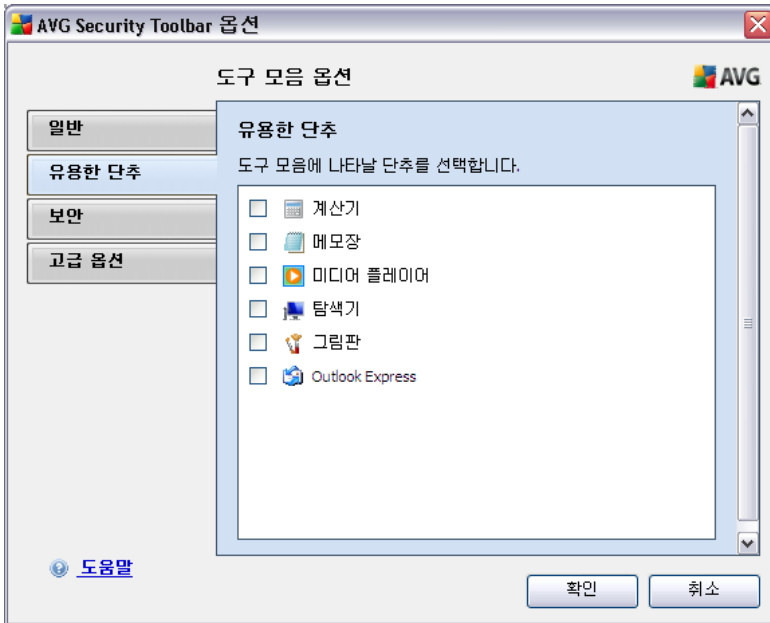 AVG Security Toolbar 옵션
도구 모음 옵션
AVG
일반
유용한 단추
보안
고급 옵션
유용한 단추
도구 모음에 나타날 단추를 선택합니다.
계산기
메모장
미디어 플레이어
탐색기
그림판
Outlook Express
도움말
확인
취소